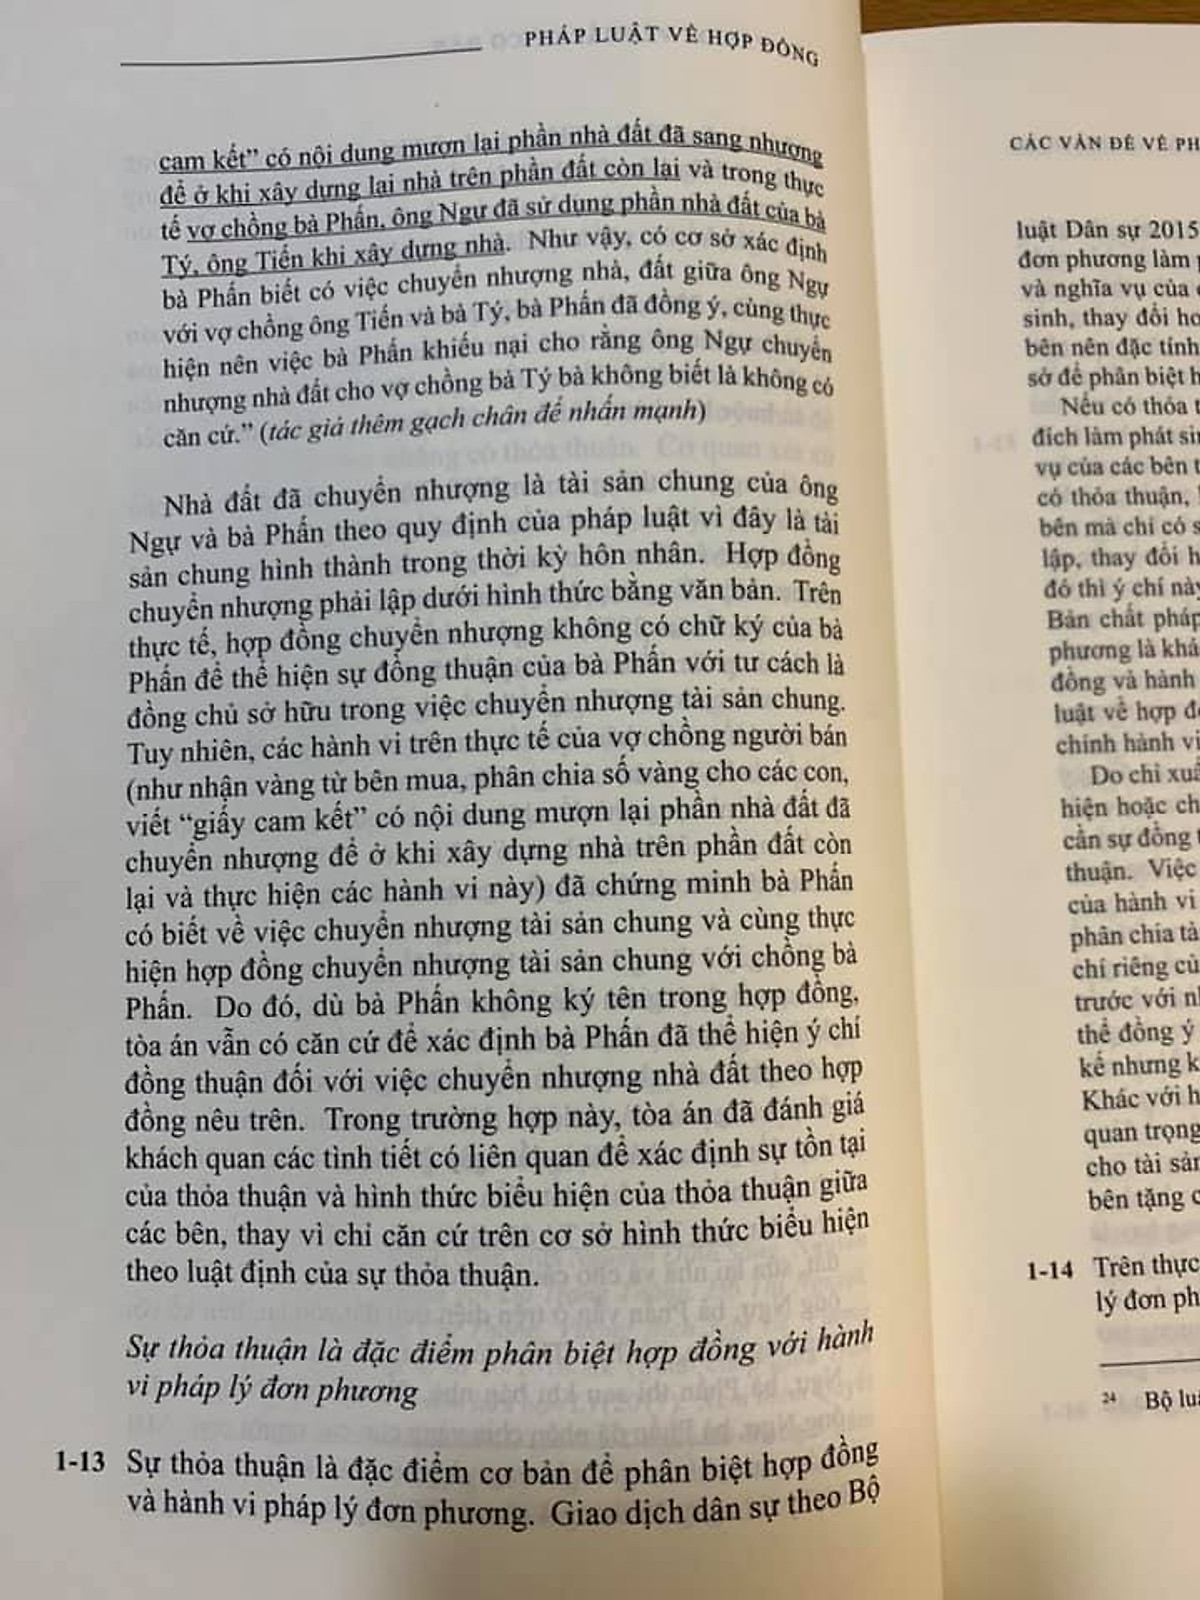 PHÁP LUẬT VỀ HỢP ĐỒNG
cam kết” có nội dung mượn lại phần nhà đất đã sang nhượng
để ở khi xây dựng lại nhà trên phần đất còn lại và trong thực
tế vợ chồng bà Phấn, ông Ngự đã sử dụng phần nhà đất của bà
Tý, ông Tiến khi xây dựng nhà. Như vậy, có cơ sở xác định
bà Phấn biết có việc chuyển nhượng nhà, đất giữa ông Ngự
với vợ chồng ông Tiến và bà Tý, bà Phấn đã đồng ý, cùng thực
hiện nên việc bà Phấn khiếu nại cho rằng ông Ngự chuyển
nhượng nhà đất cho vợ chồng bà Tý bà không biết là không có
căn cứ.” (tác giả thêm gạch chân để nhấn mạnh)
Nhà đất đã chuyển nhượng là tài sản chung của ông
Ngự và bà Phấn theo quy định của pháp luật vì đây là tài
sản chung hình thành trong thời kỳ hôn nhân. Hợp đồng
chuyển nhượng phải lập dưới hình thức bằng văn bản. Trên
thực tế, hợp đồng chuyển nhượng không có chữ ký của bà
Phấn để thể hiện sự đồng thuận của bà Phấn với tư cách là
đồng chủ sở hữu trong việc chuyển nhượng tài sản chung.
Tuy nhiên, các hành vi trên thực tế của vợ chồng người bán
(như nhận vàng từ bên mua, phân chia số vàng cho các con,
viết “giấy cam kết” có nội dung mượn lại phần nhà đất đã
chuyển nhượng để ở khi xây dựng nhà trên phần đất còn
lại và thực hiện các hành vi này) đã chứng minh bà Phấn
có biết về việc chuyển nhượng tài sản chung và cùng thực
hiện hợp đồng chuyển nhượng tài sản chung với chồng bà
Phấn. Do đó, dù bà Phấn không ký tên trong hợp đồng,
tòa án vẫn có căn cứ để xác định bà Phấn đã thể hiện ý chí
đồng thuận đối với việc chuyển nhượng nhà đất theo hợp
đồng nêu trên. Trong trường hợp này, tòa án đã đánh giá
khách quan các tình tiết có liên quan để xác định sự tồn tại
của thỏa thuận và hình thức biểu hiện của thỏa thuận giữa
các bên, thay vì chỉ căn cứ trên cơ sở hình thức biểu hiện
theo luật định của sự thỏa thuận.
Sự thỏa thuận là đặc điểm phân biệt hợp đồng với hành
vi pháp lý đơn phương
1-13 Sự thỏa thuận là đặc điểm cơ bản để phân biệt hợp đồng
và hành vi pháp lý đơn phương. Giao dịch dân sự theo Bộ
CÁC VẤN ĐỀ VỀ PH
luật Dân sự 2015
đơn phương làm
và nghĩa vụ của
sinh, thay đổi ho
bên nên đặc tính
sở để phân biệt h
Nếu có thỏa t
đích làm phát sin
vụ của các bên t
có thỏa thuận,
bên mà chỉ có s
lập, thay đổi h
đó thì ý chí này
Bản chất pháp
phương là khá
đồng và hành
luật về hợp đ
chính hành vi
Do chỉ xuấ
hiện hoặc ch
cần sự đồng t
thuận. Việc
của hành vi
phân chia tà
chí riêng củ
trước với nh
thể đồng ý
kế nhưng k
Khác với h
quan trọng
cho tài sản
bên tặng c
1-14 Trên thực
lý đơn ph
24 Bộ luậ